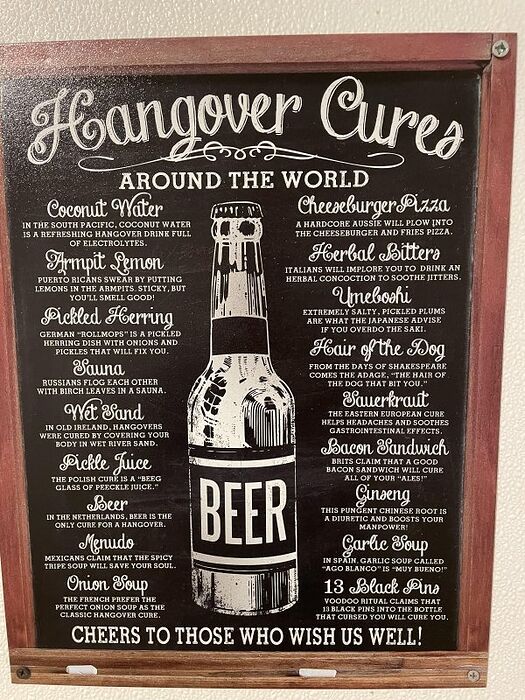 Hangover Cures
AROUND THE WORLD
Coconut Water
IN THE SOUTH PACIFIC, COCONUT WATER
IS A REFRESHING HANGOVER DRINK FULL
OF ELECTROLYTES.
Armpit Lemon
PUERTO RICANS SWEAR BY PUTTING
LEMONS IN THE ARMPITS. STICKY, BUT
YOU'LL SMELL GOOD!
Pickled Herring
GERMAN "ROLLMOPS" IS A PICKLED
HERRING DISH WITH ONIONS AND
PICKLES THAT WILL FIX YOU.
Sauna
RUSSIANS FLOG EACH OTHER
WITH BIRCH LEAVES IN A SAUNA.
Wet Sand
IN OLD IRELAND, HANGOVERS
WERE CURED BY COVERING YOUR
BODY IN WET RIVER SAND.
Pickle Juice
THE POLISH CURE IS A "BEEG
GLASS OF PEECKLE JUICE."
Beer
IN THE NETHERLANDS, BEER IS THE
ONLY CURE FOR A HANGOVER.
Menudo
MEXICANS CLAIM THAT THE SPICY
TRIPE SOUP WILL SAVE YOUR SOUL.
Onion Soup
THE FRENCH PREFER THE
PERFECT ONION SOUP AS THE
CLASSIC HANGOVER CURE.
BEER
Cheeseburger Pizza
A HARDCORE AUSSIE WILL PLOW INTO
THE CHEESEBURGER AND FRIES PIZZA.
Herbal Bitters
ITALIANS WILL IMPLORE YOU TO DRINK AN
HERBAL CONCOCTION TO SOOTHE JITTERS.
Umeboshi
EXTREMELY SALTY, PICKLED PLUMS
ARE WHAT THE JAPANESE ADVISE
IF YOU OVERDO THE SAKI.
Hair of the Dog
FROM THE DAYS OF SHAKESPEARE
COMES THE ADAGE, "THE HAIR OF
THE DOG THAT BIT YOU."
Sauerkraut
THE EASTERN EUROPEAN CURE
HELPS HEADACHES AND SOOTHES
GASTROINTESTINAL EFFECTS.
Bacon Sandwich
BRITS CLAIM THAT A GOOD
BACON SANDWICH WILL CURE
ALL OF YOUR "ALES!"
Ginseng
THIS PUNGENT CHINESE ROOT IS
A DIURETIC AND BOOSTS YOUR
MANPOWER!
Garlic Soup
IN SPAIN, GARLIC SOUP CALLED
"AGO BLANCO" IS "MUY BUENO!"
13 Black Pins
VOODOO RITUAL CLAIMS THAT
13 BLACK PINS INTO THE BOTTLE
THAT CURSED YOU WILL CURE YOU.
CHEERS TO THOSE WHO WISH US WELL!